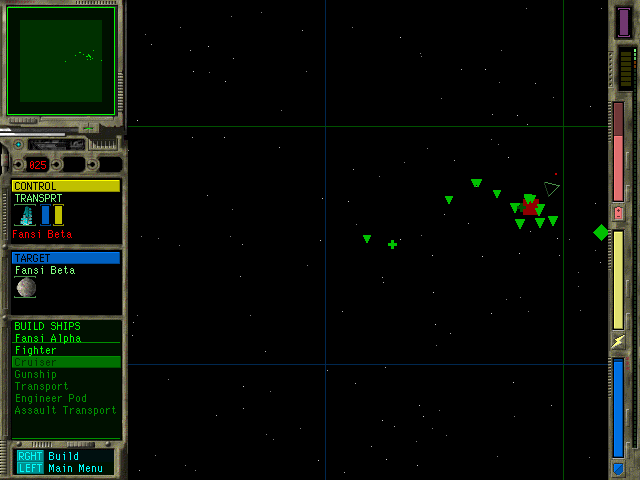 025
CONTROL
TRANSPRT
Fansi Beta
TARGET
Fansi Beta
BUILD SHIPS
Fansi Alpha
Fighter
Cruiser
Gunship
Transport
Engineer Pod
Assault Transport
RGHT Build
LEFT Main Menu